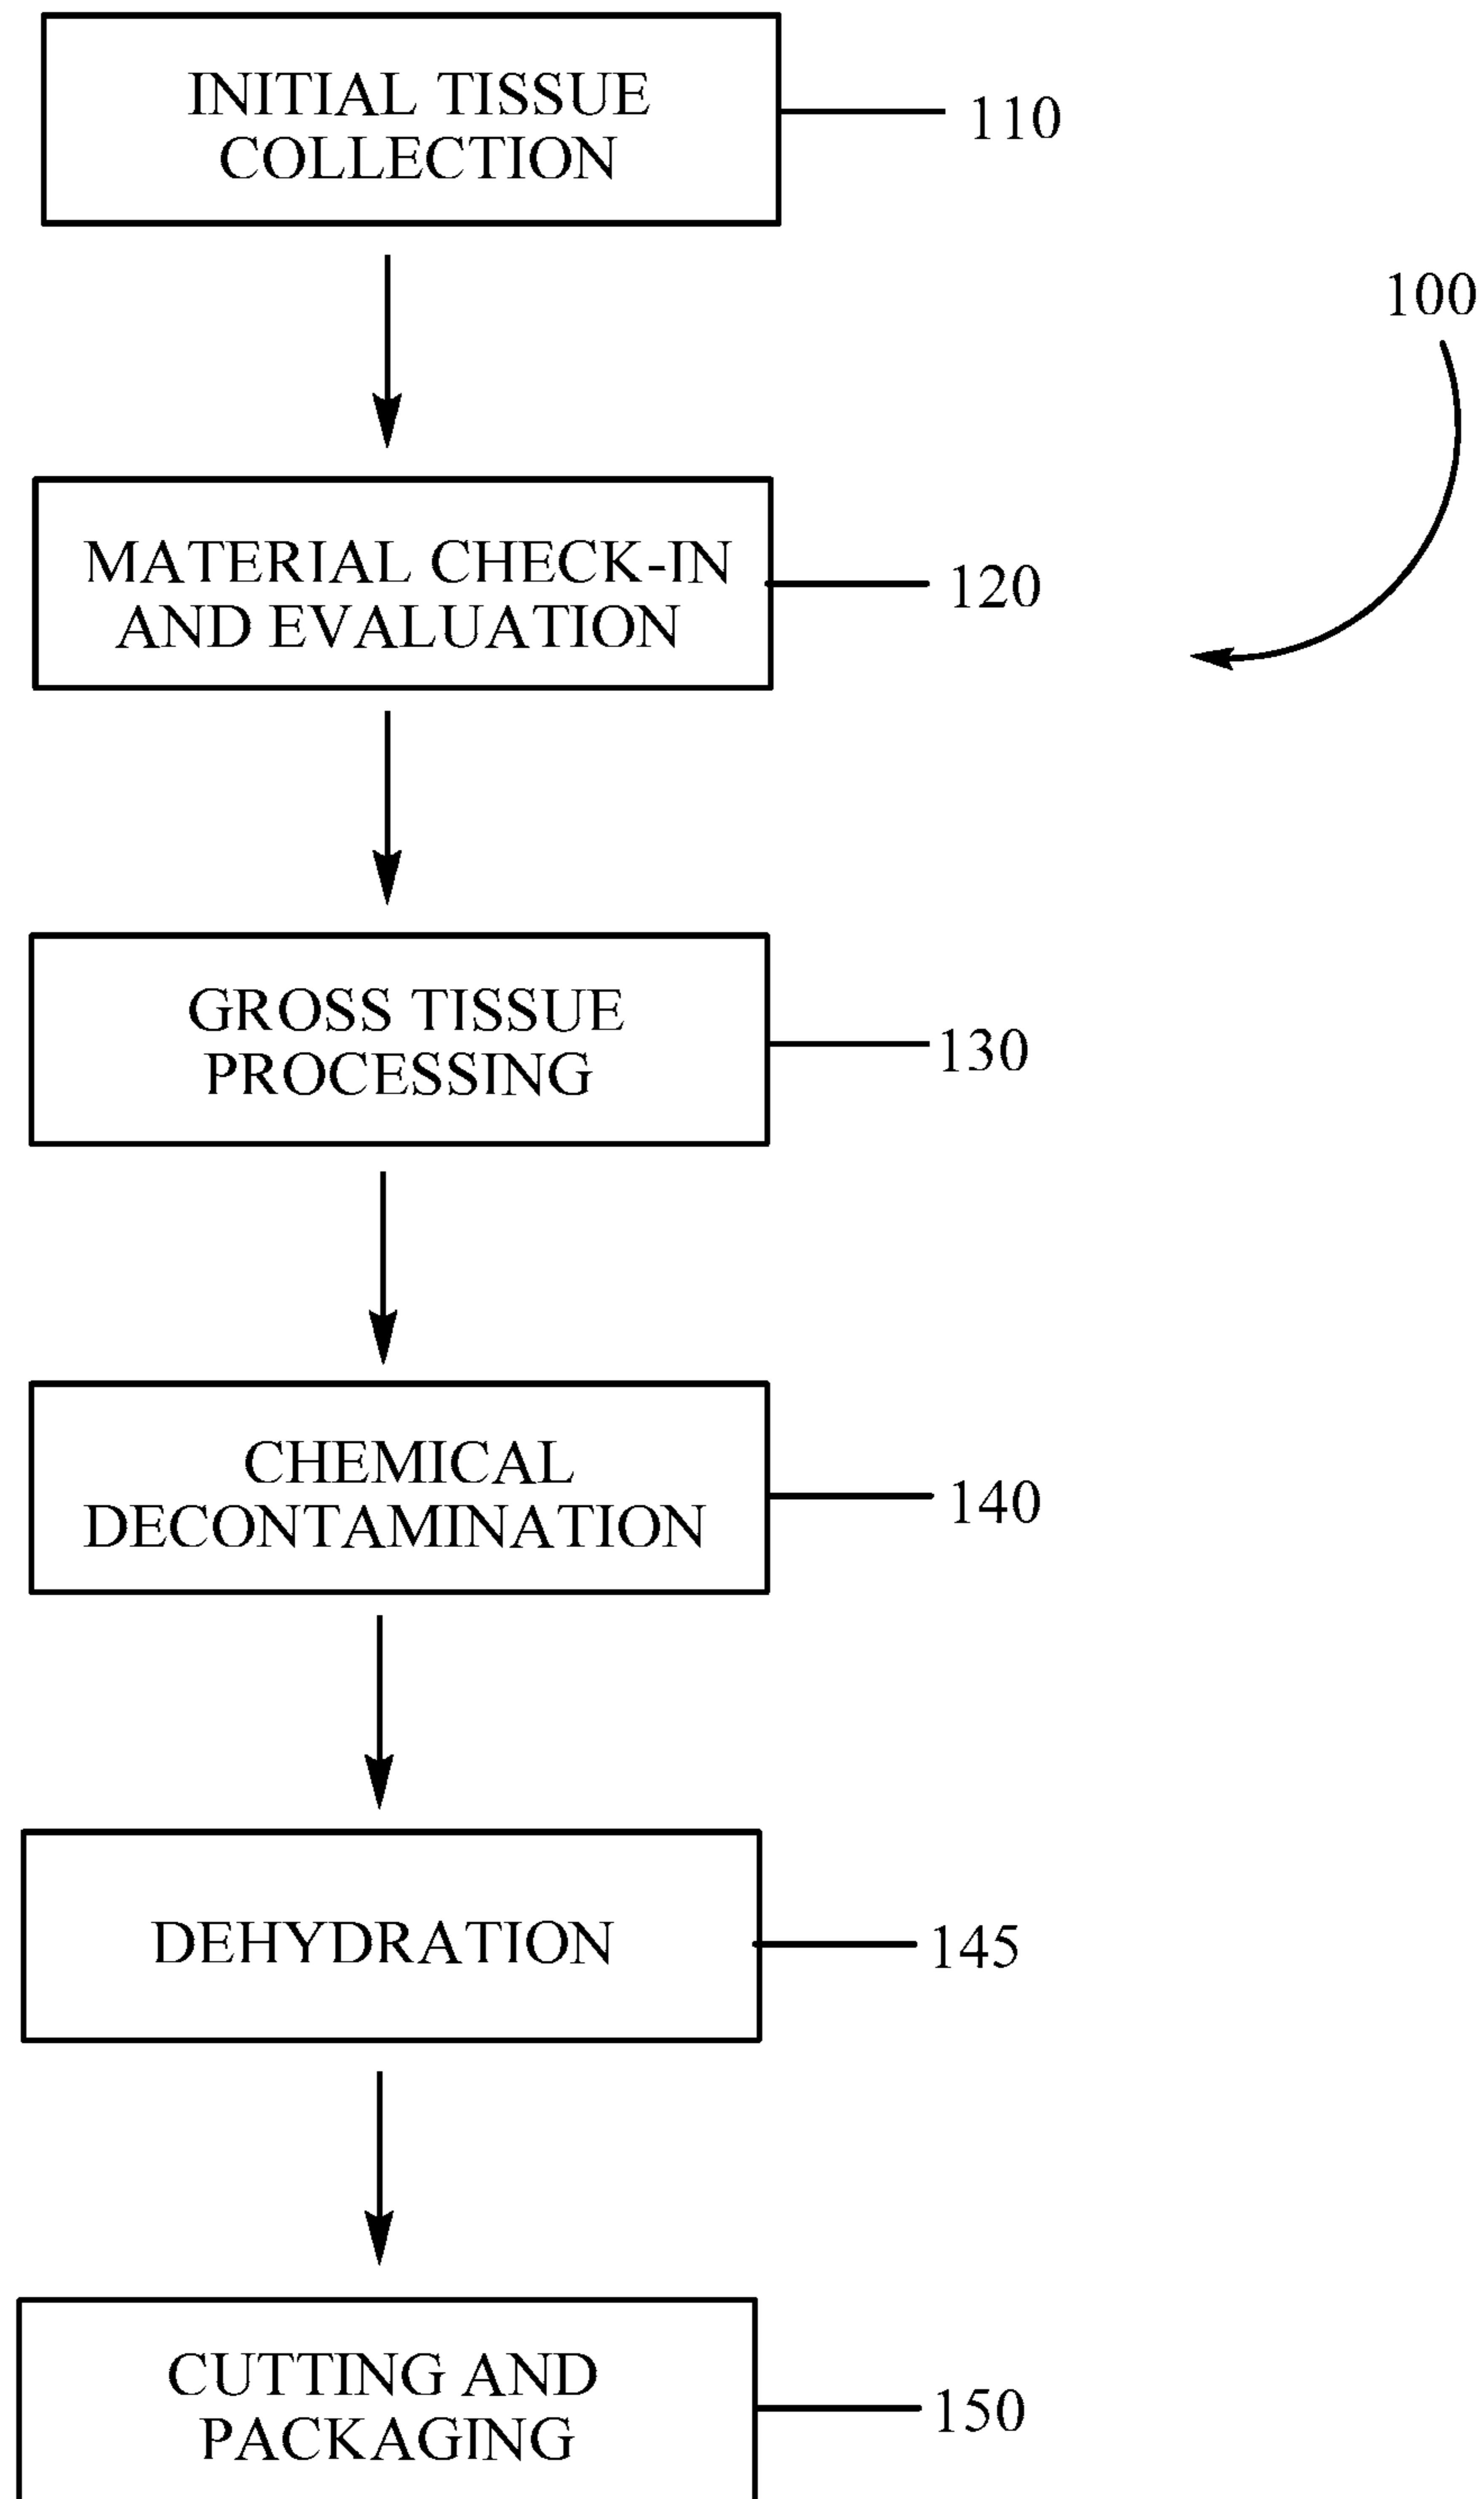 INITIAL TISSUE
COLLECTION
110
100
MATERIAL CHECK-IN
AND EVALUATION
120
GROSS TISSUE
PROCESSING
130
CHEMICAL
DECONTAMINATION
140
DEHYDRATION
145
CUTTING AND
PACKAGING
150